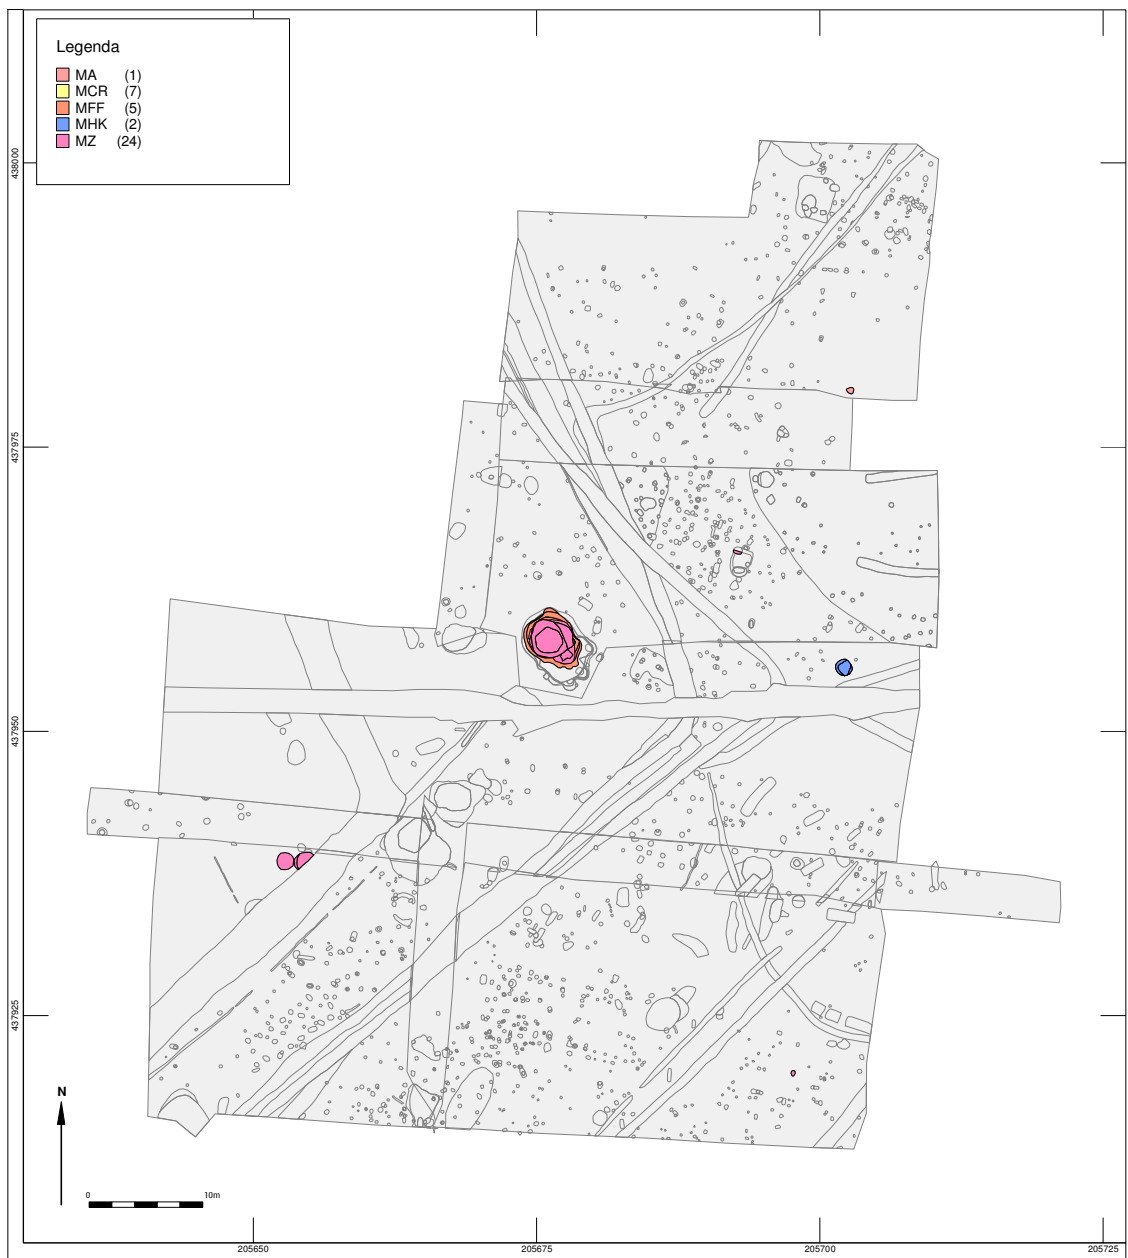 Legenda
MA (1)
MCR (7)
MFF (5)
MHK (2)
MZ (24)
438000
437975
437950
437925
N
0 10m
205650 205675 205700 205725